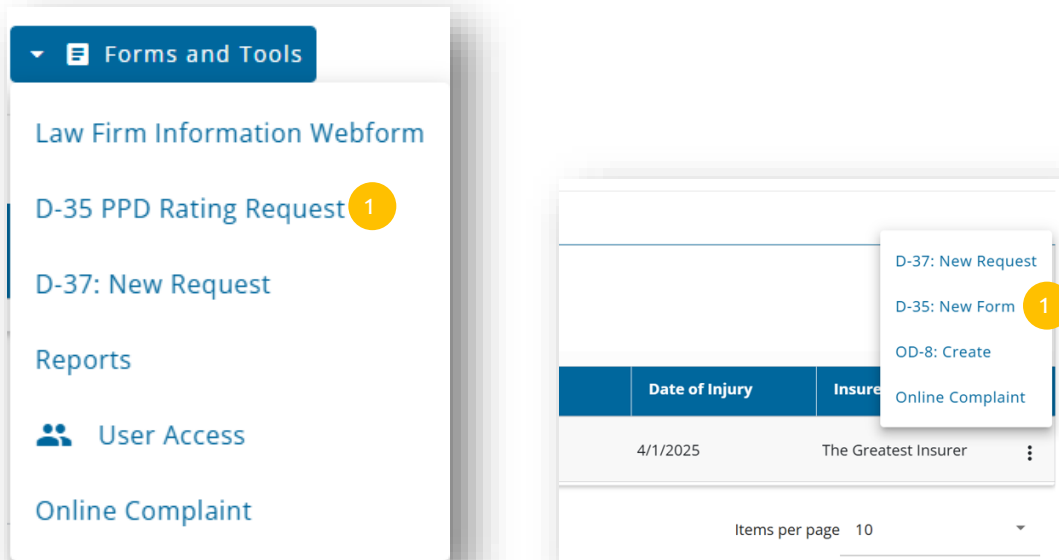 Forms and Tools
Law Firm Information Webform
D-35 PPD Rating Request 1
D-37: New Request
Reports
User Access
Online Complaint
D-37: New Request
D-35: New Form 1
OD-8: Create
Online Complaint
Date of Injury Insure
4/1/2025 The Greatest Insurer
Items per page 10